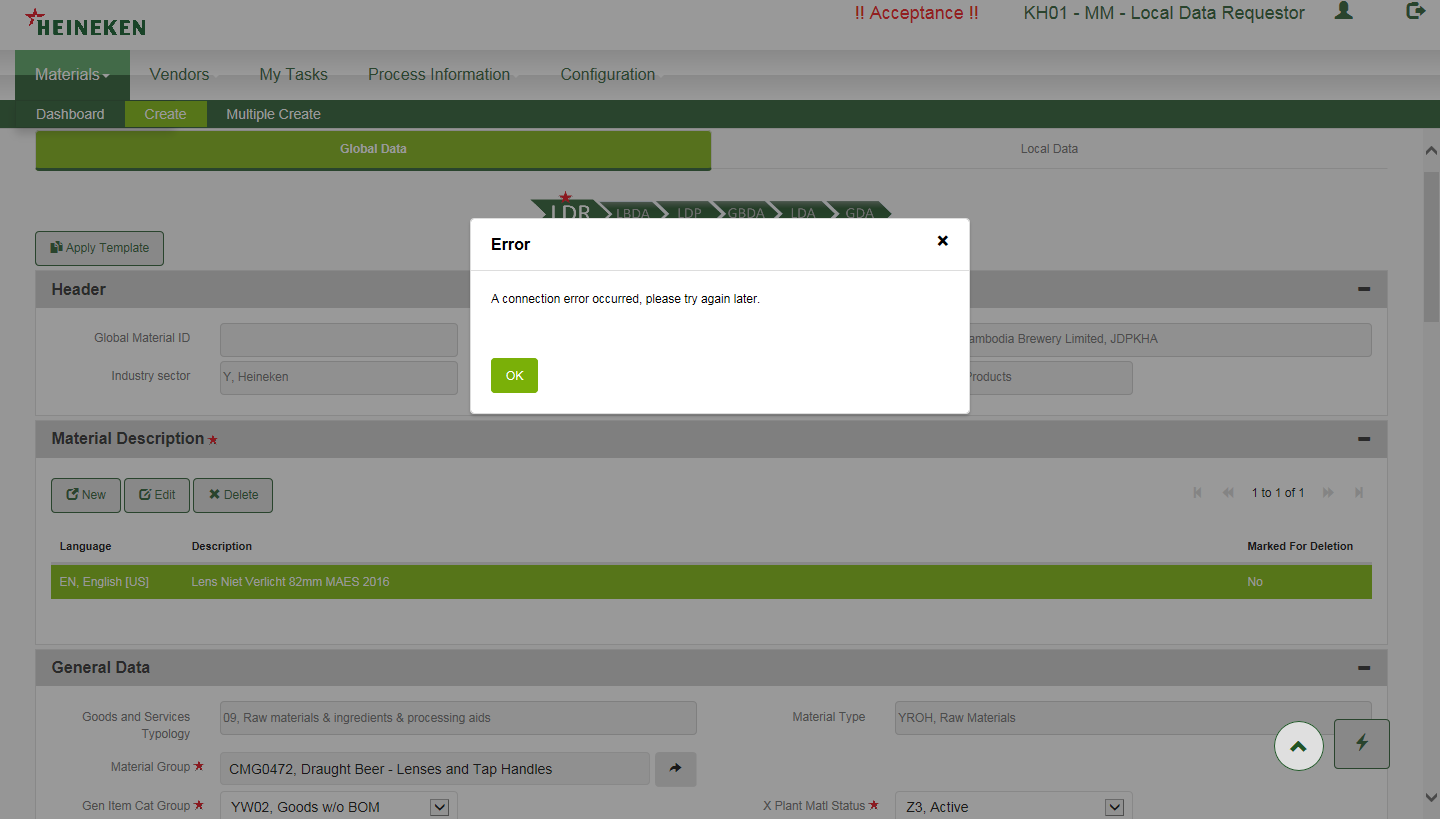 HEINEKEN
!! Acceptance !!
KH01 - MM - Local Data Requestor
Materials
Vendors
My Tasks
Process Information
Configuration
Dashboard
Create
Multiple Create
Global Data
Local Data
LDR
LBDA
LDP
GBDA
LDA
GDA
Apply Template
Error
A connection error occurred, please try again later.
OK
Header
Global Material ID
ambodia Brewery Limited, JDPKHA
Industry sector
Y, Heineken
Products
Material Description
New
Edit
Delete
1 to 1 of 1
Language
Description
Marked For Deletion
EN, English [US]
Lens Niet Verlicht 82mm MAES 2016
No
General Data
Goods and Services
Typology
09, Raw materials & ingredients & processing aids
Material Type
YROH, Raw Materials
Material Group
CMG0472, Draught Beer - Lenses and Tap Handles
Gen Item Cat Group
YW02, Goods w/o BOM
X Plant Matl Status
Z3, Active